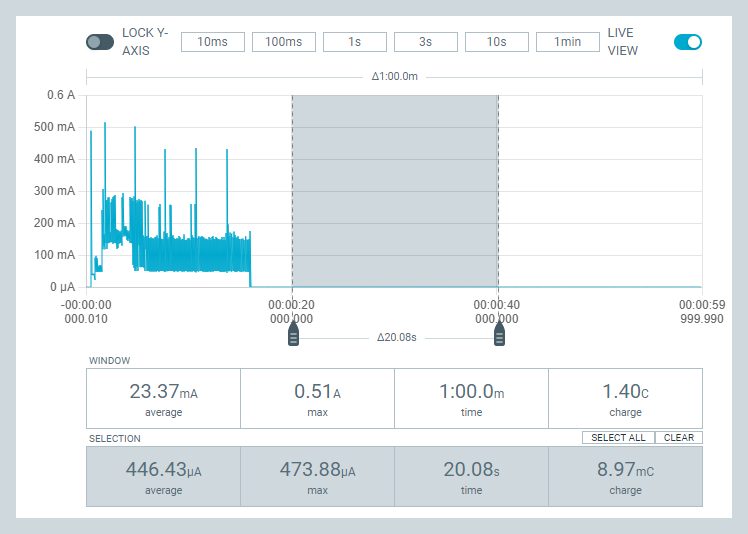 LOCK Y-
AXIS
10ms
100ms
1s
3s
10s
1min
LIVE
VIEW
Δ1:00.0m
0.6 A
500 mA
400 mA
300 mA
200 mA
100 mA
0 µA
-00:00:00
000.010
00:00:20
000.000
00:00:40
000.000
00:00:59
999.990
Δ20.08s
WINDOW
23.37mA
average
0.51A
max
1:00.0m
time
1.40C
charge
SELECTION
SELECT ALL
CLEAR
446.43µA
average
473.88µA
max
20.08s
time
8.97mC
charge